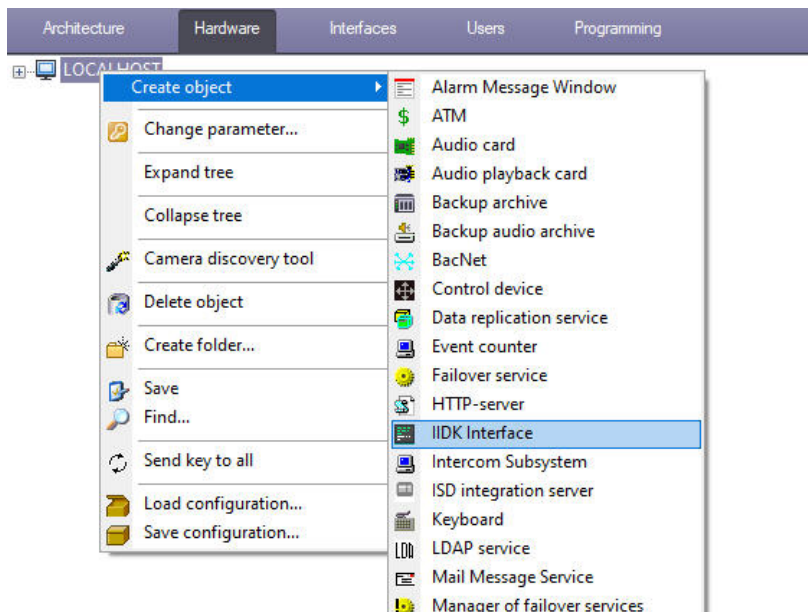 Architecture Hardware Interfaces Users Programming
LOCALHOST
Create object
Change parameter...
Expand tree
Collapse tree
Camera discovery tool
Delete object
Create folder...
Save
Find...
Send key to all
Load configuration...
Save configuration...
Alarm Message Window
ATM
Audio card
Audio playback card
Backup archive
Backup audio archive
BacNet
Control device
Data replication service
Event counter
Failover service
HTTP-server
IIDK Interface
Intercom Subsystem
ISD integration server
Keyboard
LDAP service
Mail Message Service
Manager of failover services